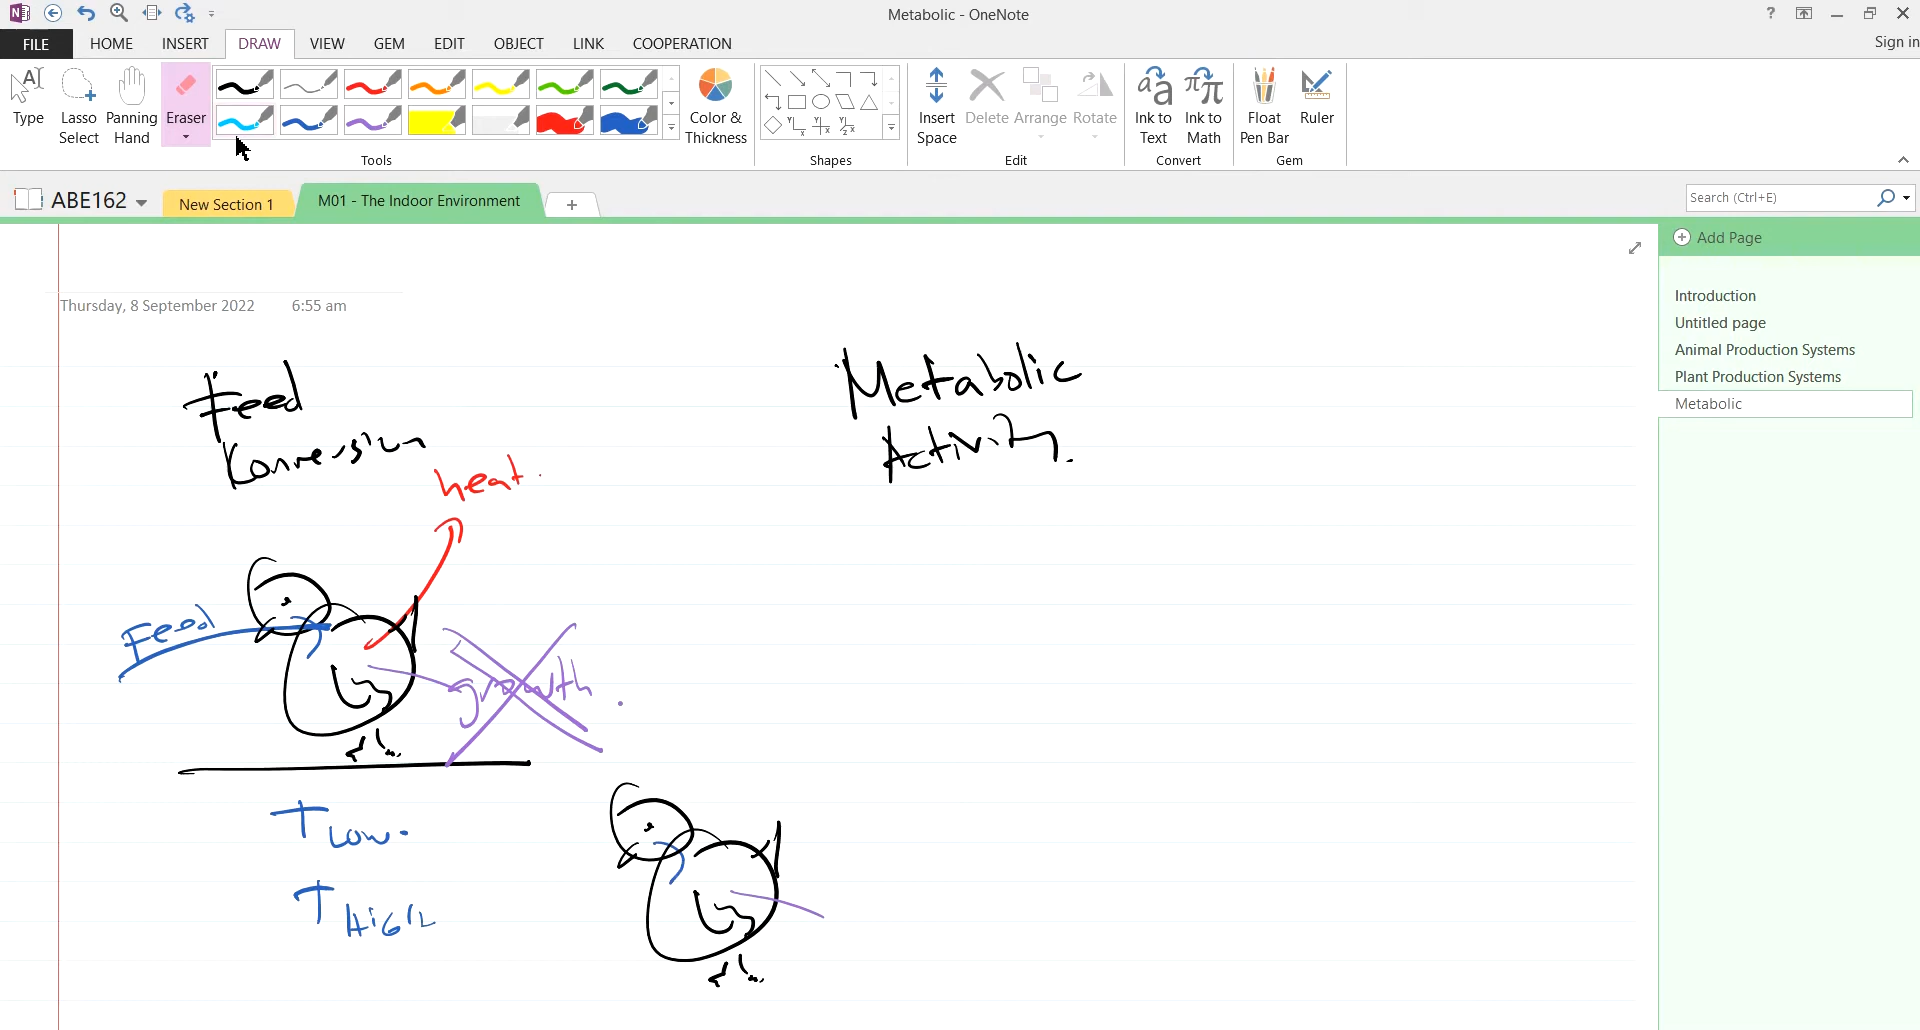 Metabolic - OneNote
?
FILE HOME INSERT DRAW VIEW GEM EDIT OBJECT LINK COOPERATION
Sign in
Type
Lasso Select
Panning Hand
Eraser
Color & Thickness
Insert Space
Delete
Arrange
Rotate
Ink to Text
Ink to Math
Float Pen Bar
Ruler
Tools
Shapes
Edit
Convert
Gem
ABE162
New Section 1
M01 - The Indoor Environment
Search (Ctrl+E)
Add Page
Introduction
Untitled page
Animal Production Systems
Plant Production Systems
Metabolic
Thursday, 8 September 2022 6:55 am
Feed
Conversion
Metabolic
Activity.
heat.
Feed
growth.
T Low.
T High